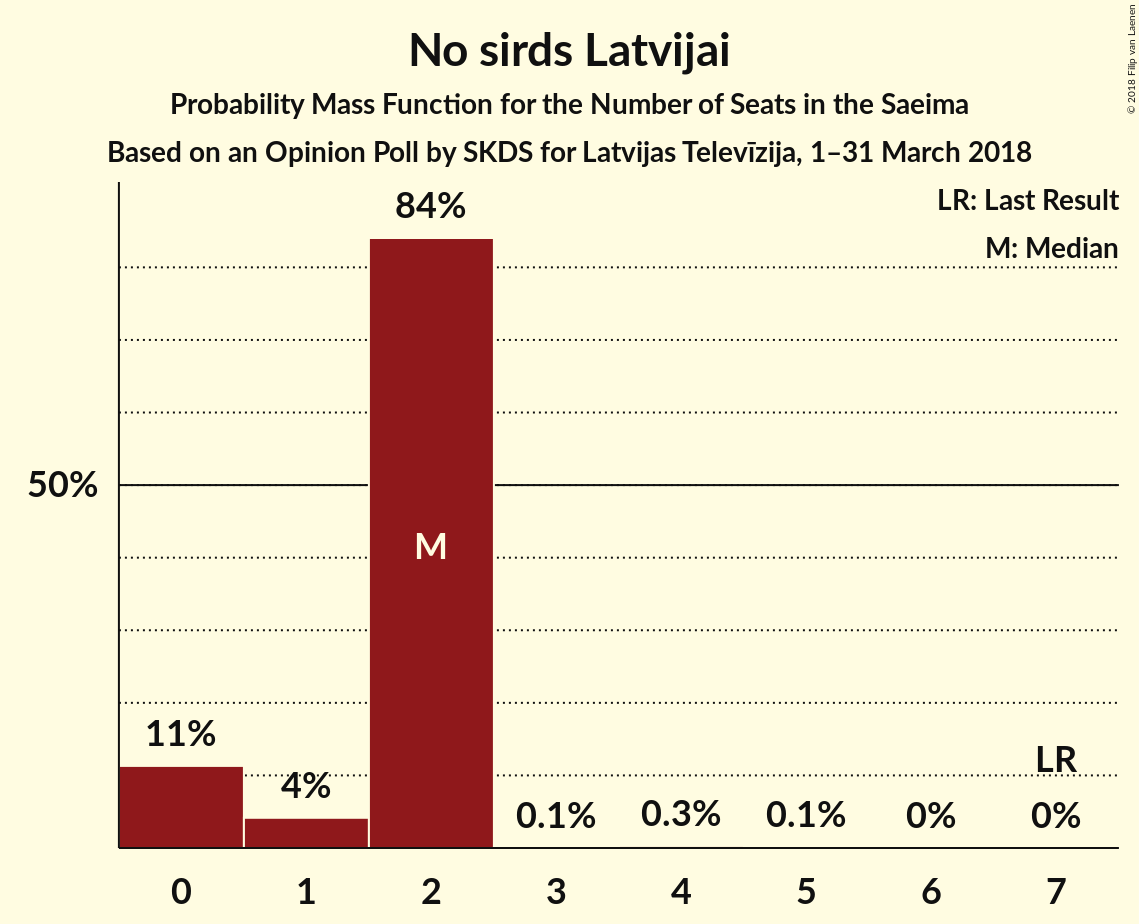 No sirds Latvijai
Probability Mass Function for the Number of Seats in the Saeima
Based on an Opinion Poll by SKDS for Latvijas Televīzija, 1–31 March 2018
© 2018 Filip van Laenen
LR: Last Result
M: Median
84%
50%
M
11%
4%
0.1%
0.3%
0.1%
0%
LR
0%
0 1 2 3 4 5 6 7